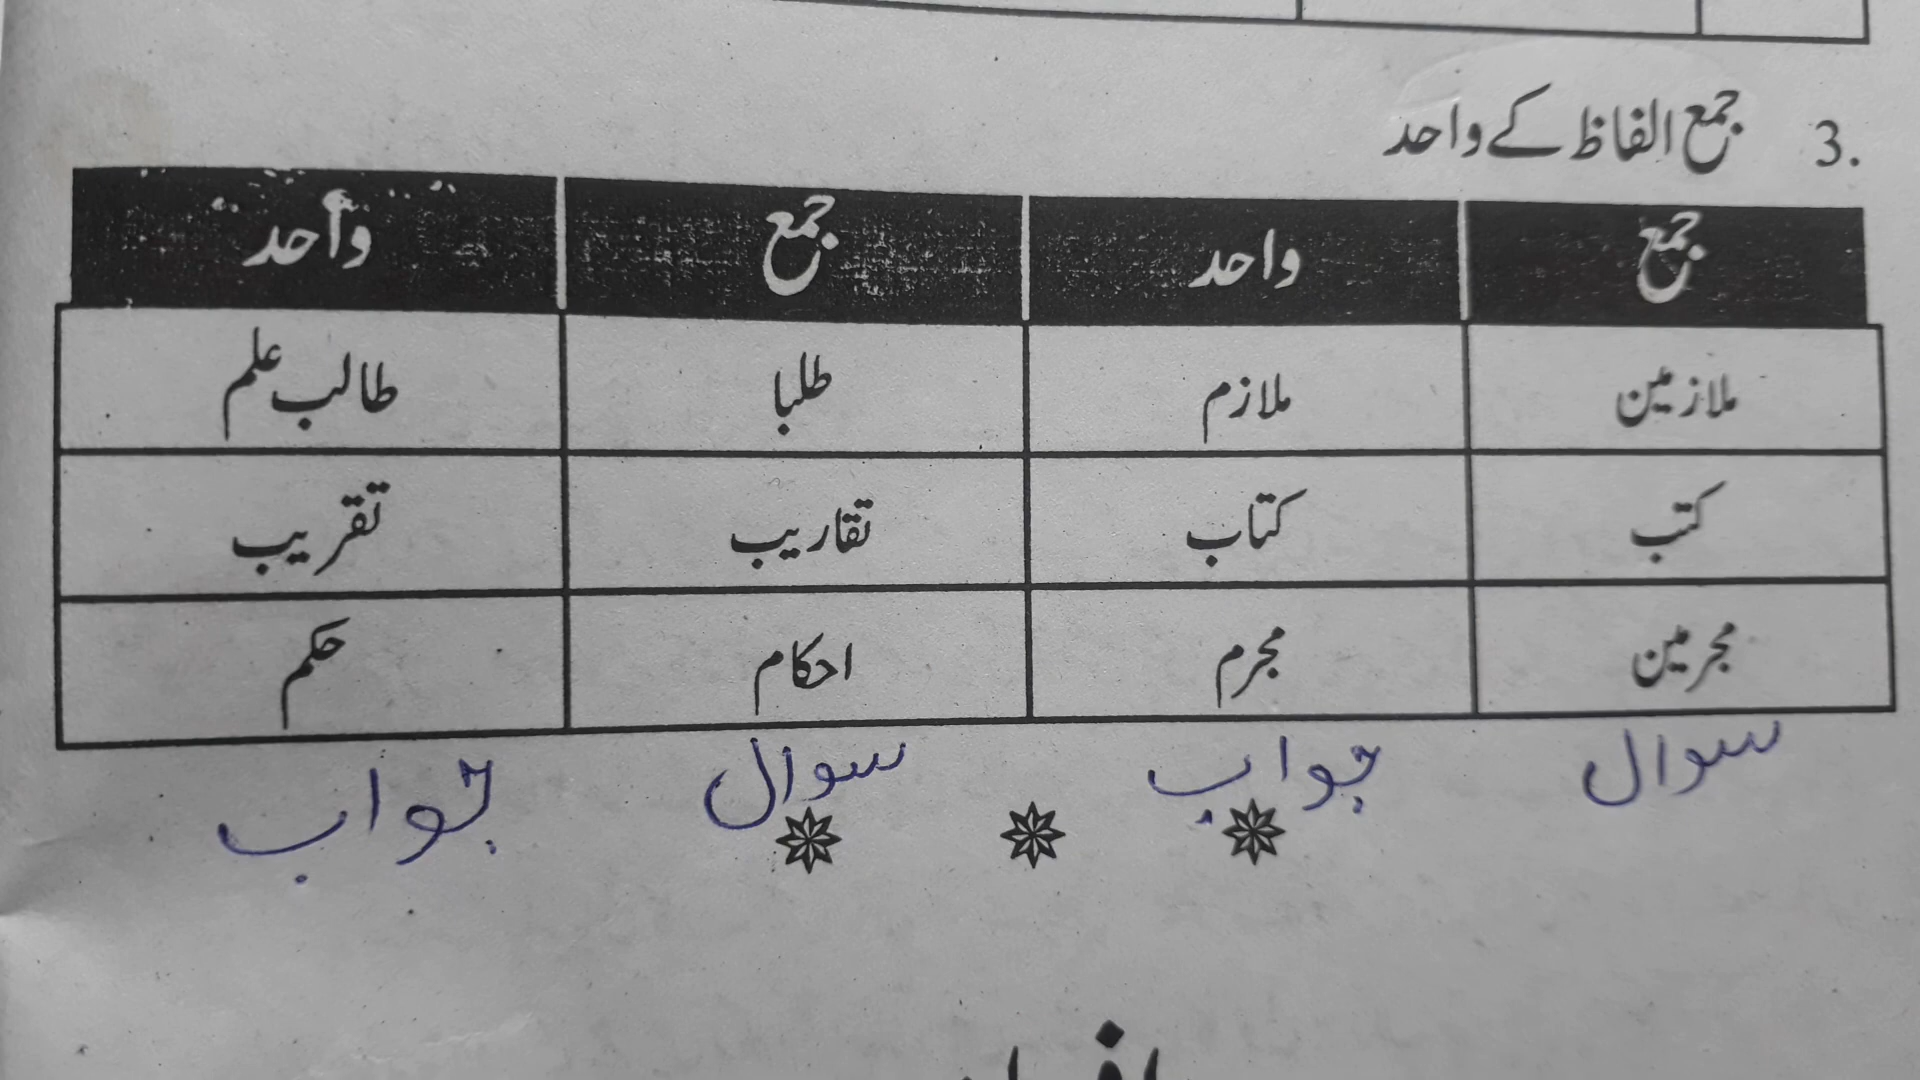 3. جمع الفاظ کے واحد
جمع واحد جمع واحد
ملازمین ملازم طلبا طالب علم
کتب کتاب تقاریب تقریب
مجرمین مجرم احکام حکم
سوال جواب سوال جواب